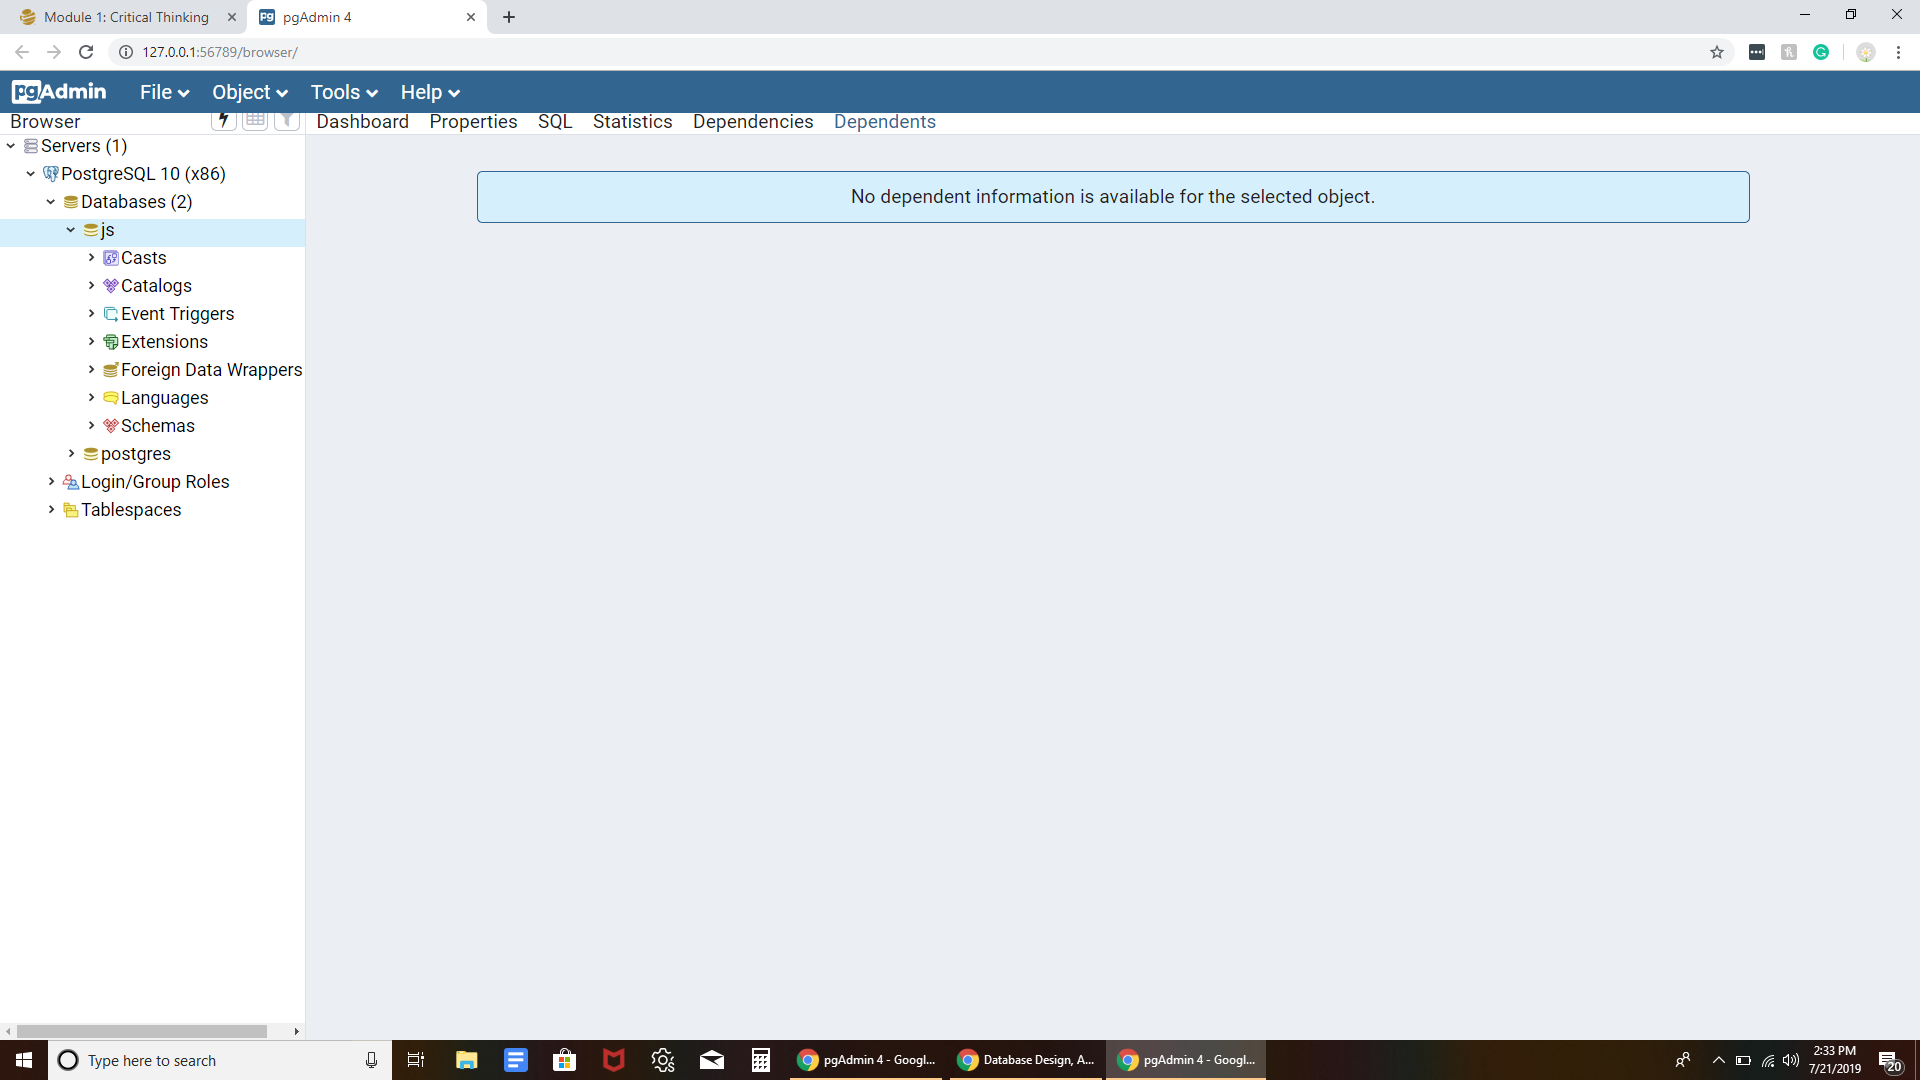 Module 1: Critical Thinking
pgAdmin 4
127.0.0.1:56789/browser/
pgAdmin File Object Tools Help
Browser
Dashboard Properties SQL Statistics Dependencies Dependents
Servers (1)
PostgreSQL 10 (x86)
Databases (2)
js
Casts
Catalogs
Event Triggers
Extensions
Foreign Data Wrappers
Languages
Schemas
postgres
Login/Group Roles
Tablespaces
No dependent information is available for the selected object.
Type here to search
pgAdmin 4 - Googl...
Database Design, A...
pgAdmin 4 - Googl...
2:33 PM
7/21/2019
20